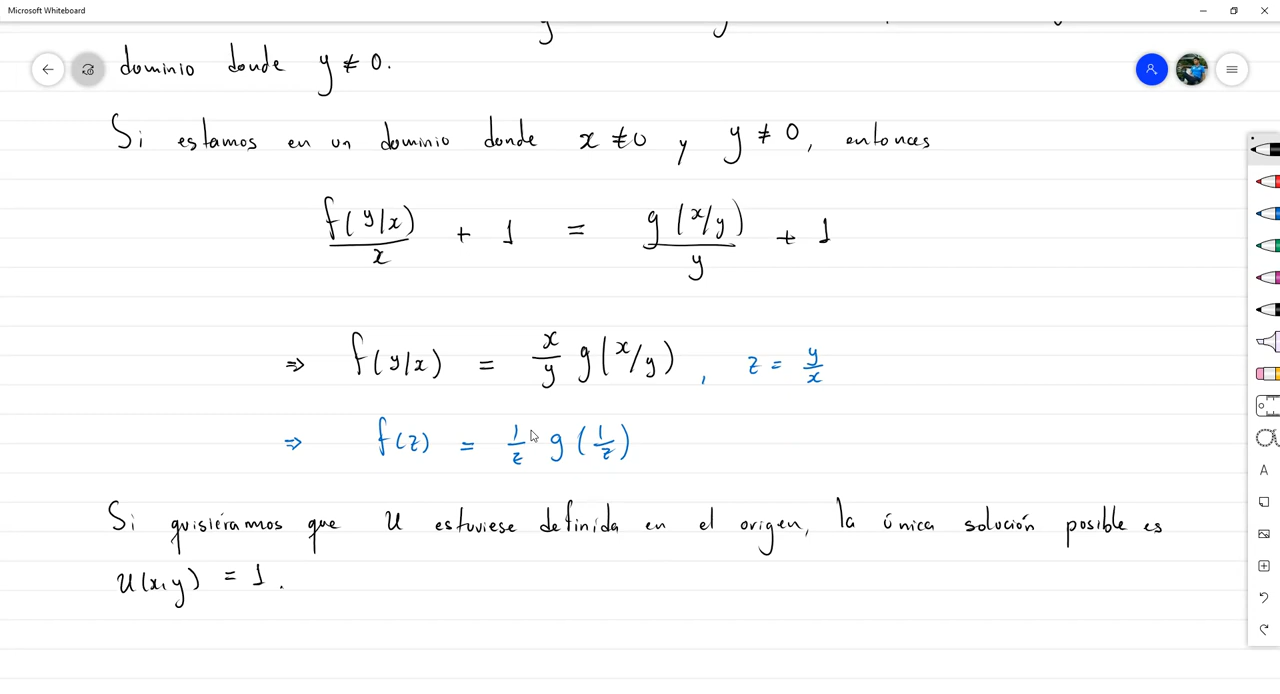 Microsoft Whiteboard
dominio donde y ≠ 0.
Si estamos en un dominio donde x ≠ 0 y y ≠ 0, entonces
f(y/x)/x + 1 = g(x/y)/y + 1
⇒ f(y/x) = x/y g(x/y), z = y/x
⇒ f(z) = 1/z g(1/z)
Si quisiéramos que u estuviese definida en el origen, la única solución posible es
u(x,y) = 1.